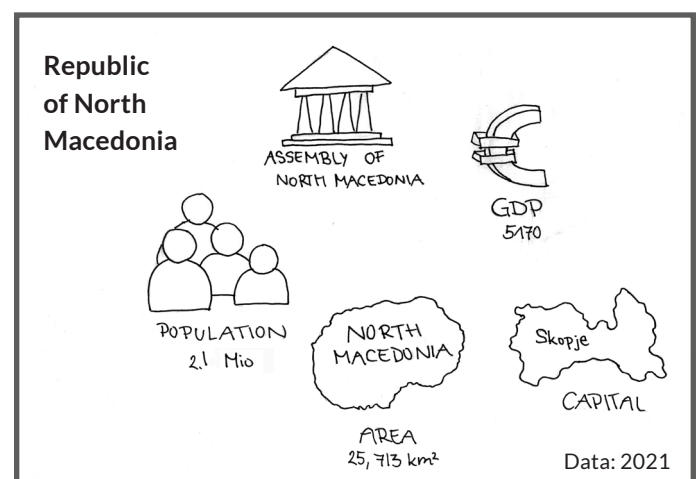 Republic
of North
Macedonia
ASSEMBLY OF
NORTH MACEDONIA
GDP
5170
POPULATION
2.1 Mio
NORTH
MACEDONIA
Skopje
CAPITAL
AREA
25,713 km²
Data: 2021